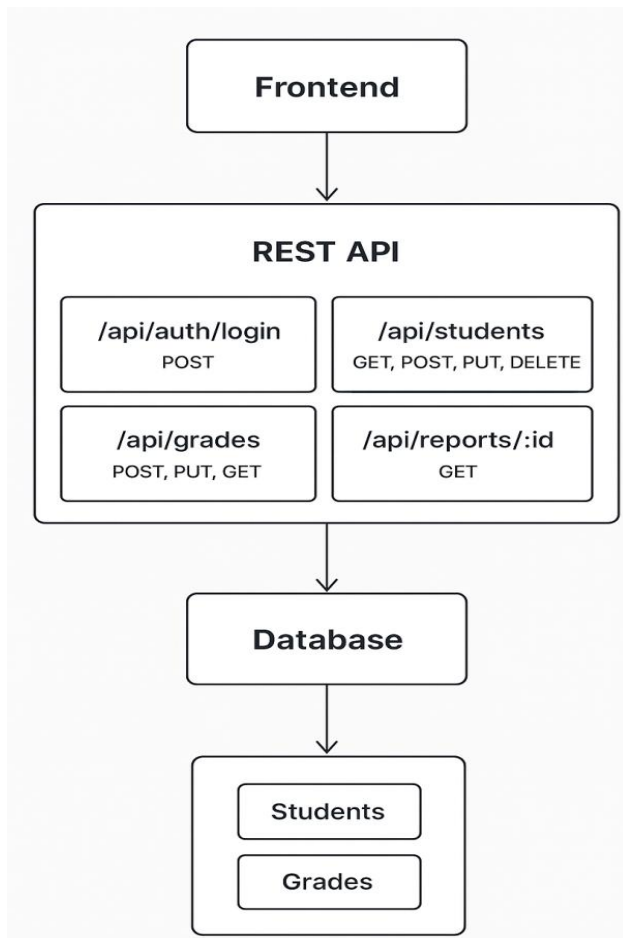 Frontend
REST API
/api/auth/login
POST
/api/students
GET, POST, PUT, DELETE
/api/grades
POST, PUT, GET
/api/reports/:id
GET
Database
Students
Grades